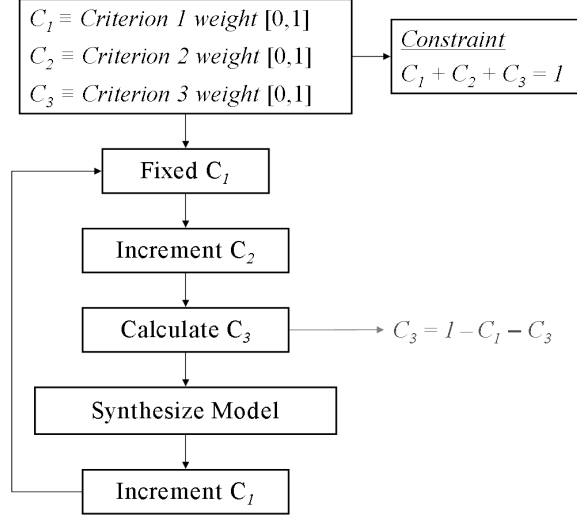 C₁ ≡ Criterion 1 weight [0,1]
C₂ ≡ Criterion 2 weight [0,1]
C₃ ≡ Criterion 3 weight [0,1]
Constraint
C₁ + C₂ + C₃ = 1
Fixed C₁
Increment C₂
Calculate C₃
C₃ = 1 – C₁ – C₃
Synthesize Model
Increment C₁